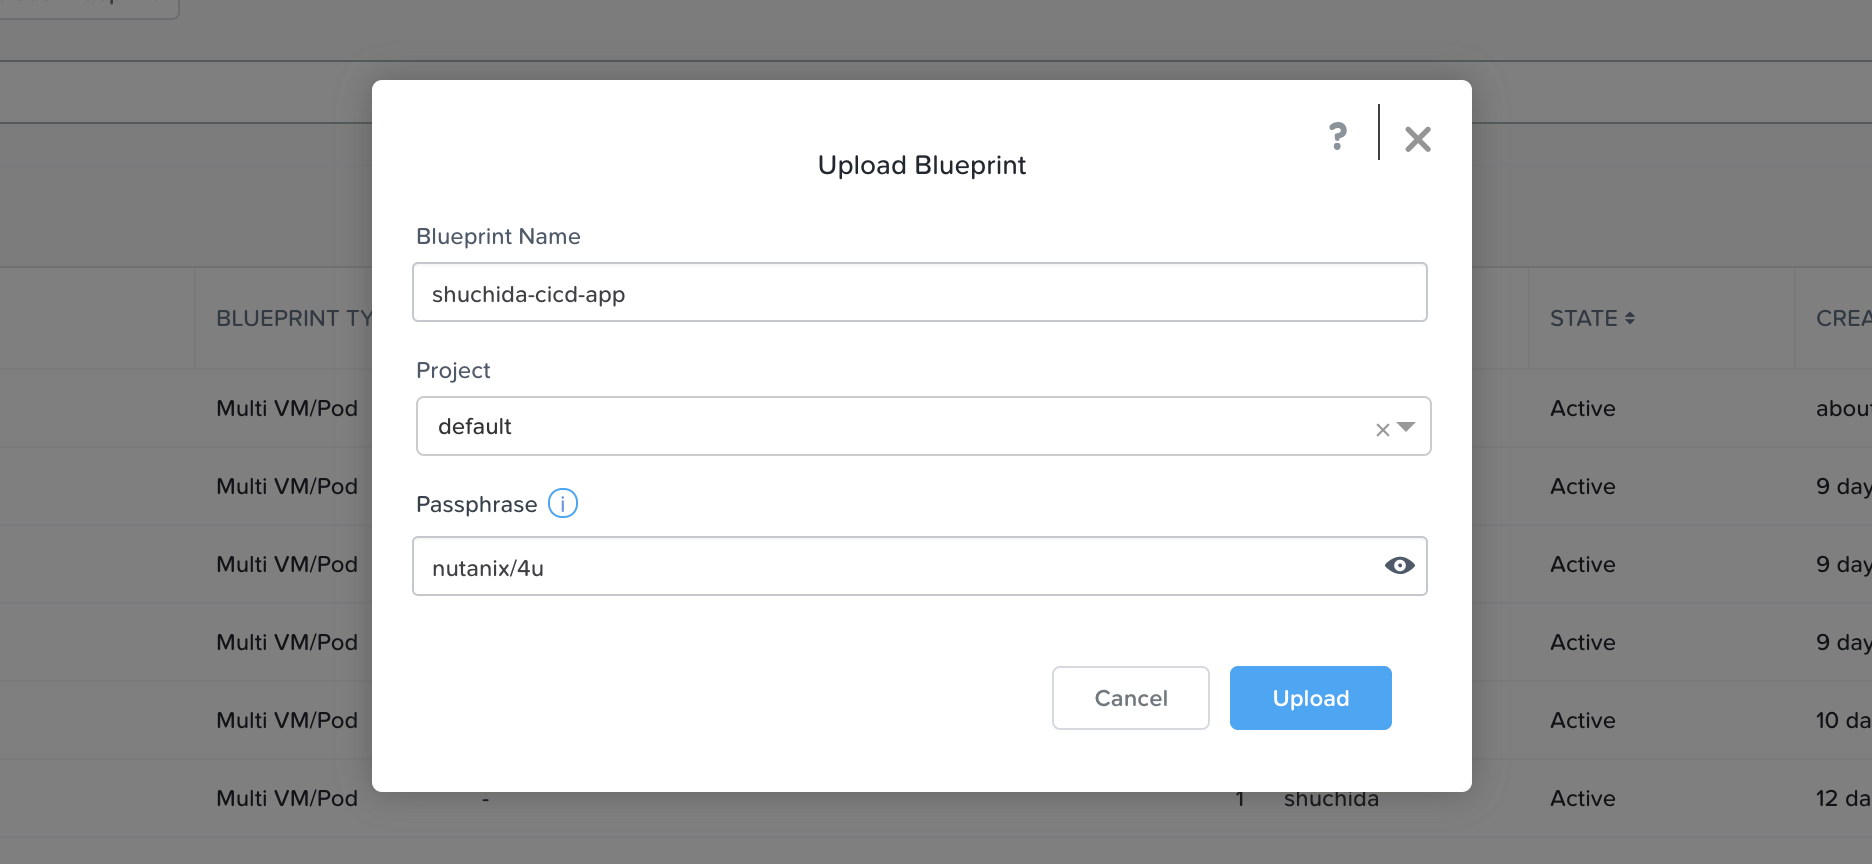 Upload Blueprint
?
Blueprint Name
shuchida-cicd-app
Project
default
Passphrase i
nutanix/4u
Cancel Upload
BLUEPRINT TY STATE CREA
Multi VM/Pod Active about
Multi VM/Pod Active 9 day
Multi VM/Pod Active 9 day
Multi VM/Pod Active 9 day
Multi VM/Pod Active 10 da
Multi VM/Pod - 1 shuchida Active 12 da